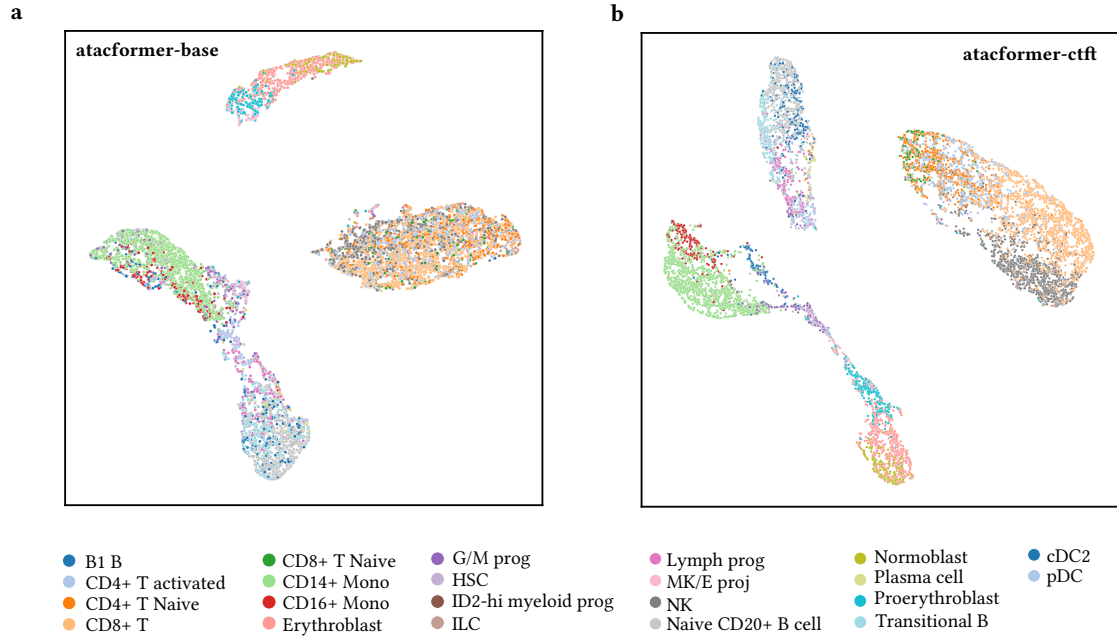 a
b
atacformer-base
atacformer-ctft
B1 B
CD4+ T activated
CD4+ T Naive
CD8+ T
CD8+ T Naive
CD14+ Mono
CD16+ Mono
Erythroblast
G/M prog
HSC
ID2-hi myeloid prog
ILC
Lymph prog
MK/E proj
NK
Naive CD20+ B cell
Normoblast
Plasma cell
Proerythroblast
Transitional B
cDC2
pDC